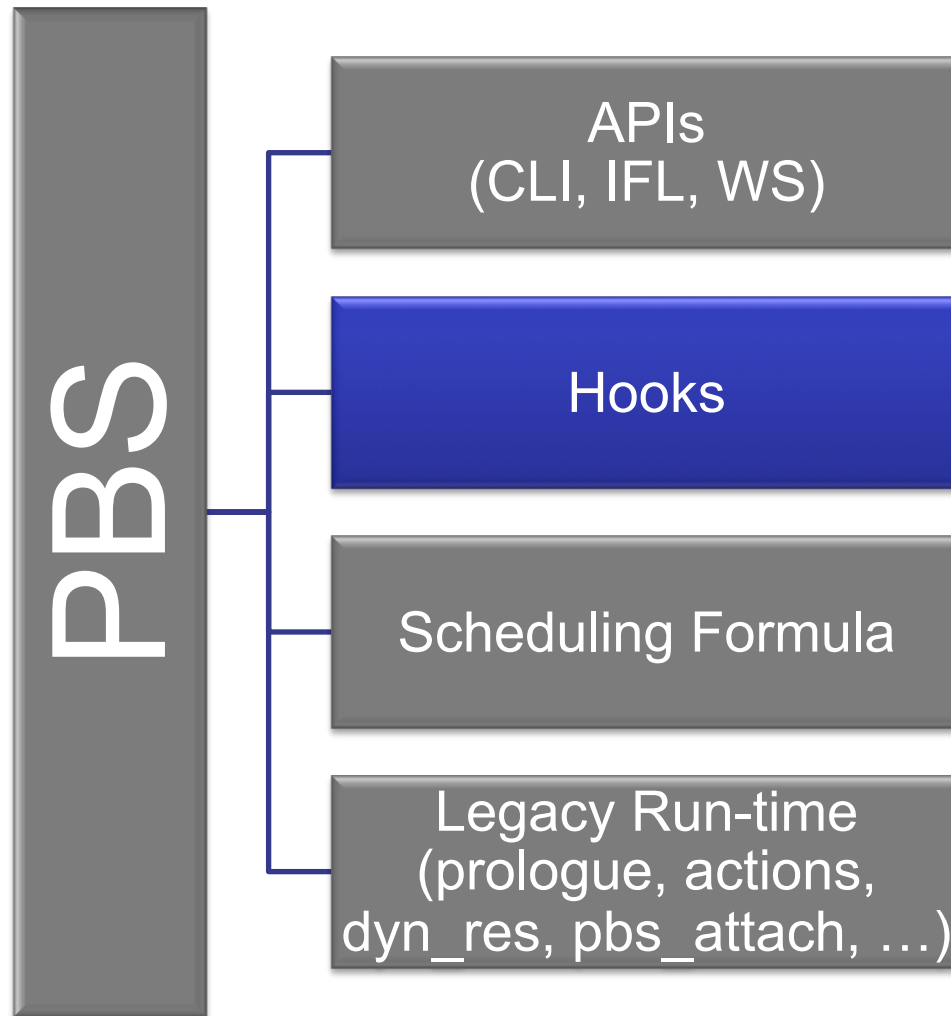 PBS
APIs
(CLI, IFL, WS)
Hooks
Scheduling Formula
Legacy Run-time
(prologue, actions,
dyn_res, pbs_attach, …)